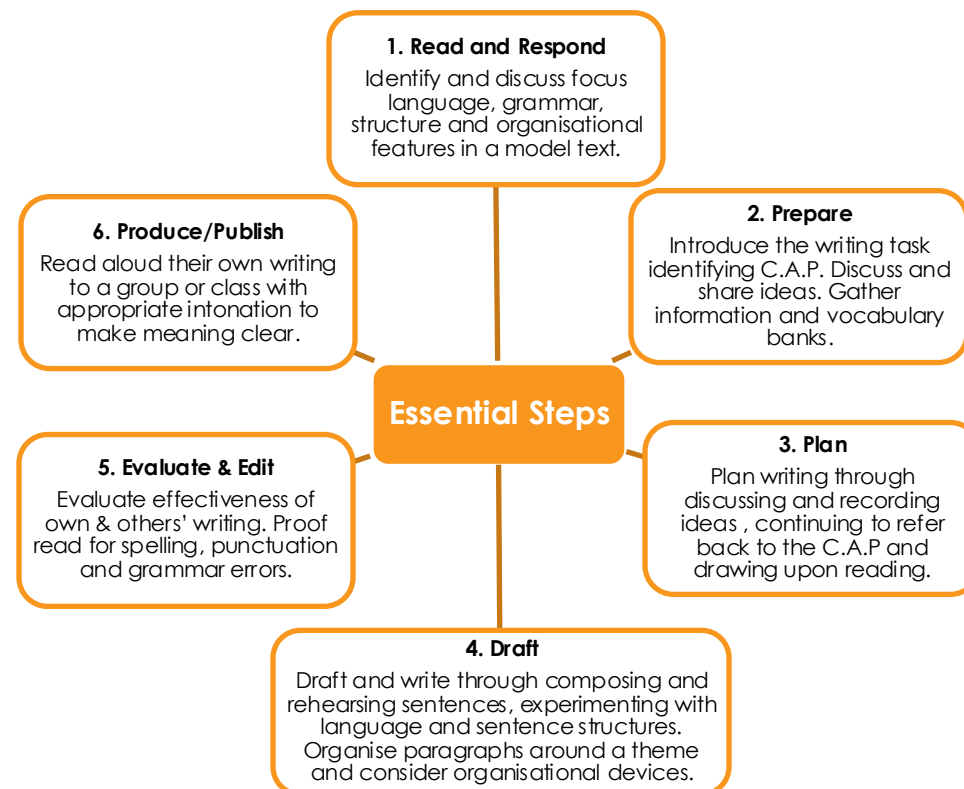 1. Read and Respond
Identify and discuss focus
language, grammar,
structure and organisational
features in a model text.
2. Prepare
Introduce the writing task
identifying C.A.P. Discuss and
share ideas. Gather
information and vocabulary
banks.
3. Plan
Plan writing through
discussing and recording
ideas , continuing to refer
back to the C.A.P and
drawing upon reading.
4. Draft
Draft and write through composing and
rehearsing sentences, experimenting with
language and sentence structures.
Organise paragraphs around a theme
and consider organisational devices.
5. Evaluate & Edit
Evaluate effectiveness of
own & others’ writing. Proof
read for spelling, punctuation
and grammar errors.
6. Produce/Publish
Read aloud their own writing
to a group or class with
appropriate intonation to
make meaning clear.
Essential Steps